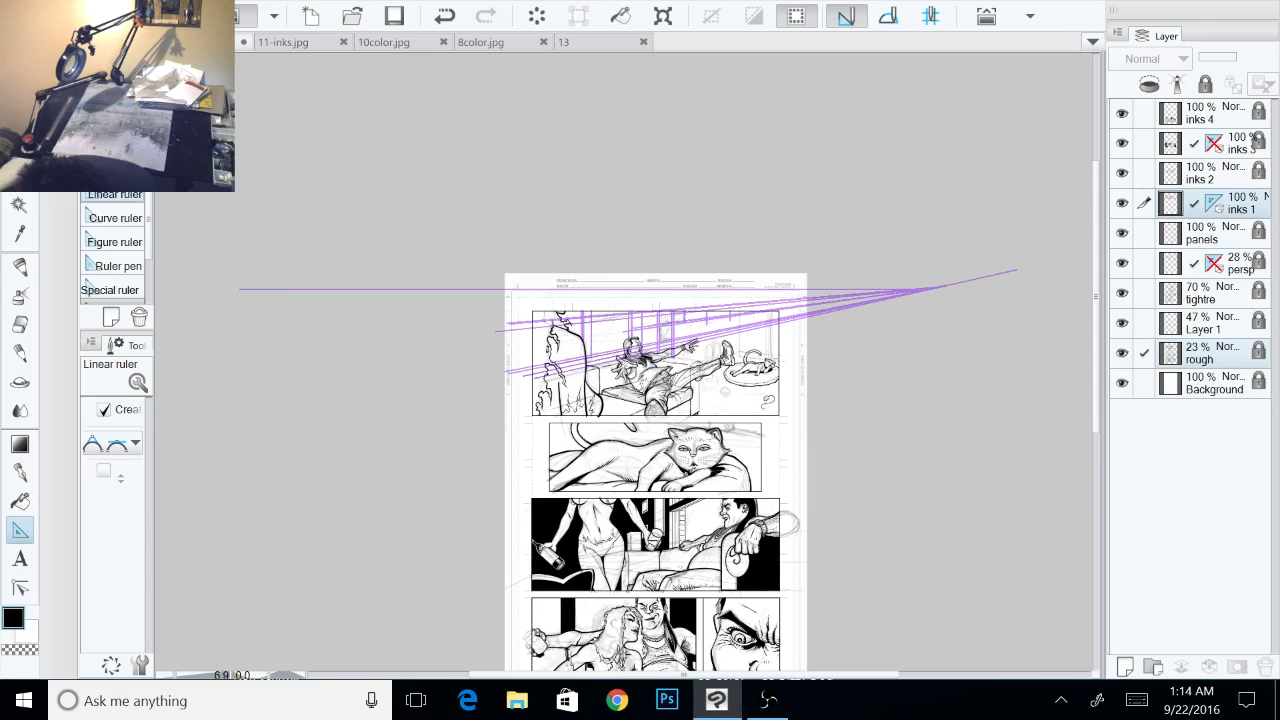 11-inks.jpg
10color.jpg
8color.jpg
13
Layer
Normal
100 % Nor...
inks 4
100 %
inks 3
100 % Nor...
inks 2
100 % N
inks 1
100 % Nor...
panels
28 %
persp
70 % Nor...
tightre
47 % Nor...
Layer 1
23 % Nor...
rough
100 % Nor...
Background
Linear ruler
Curve ruler
Figure ruler
Ruler pen
Special ruler
Tool
Linear ruler
Creat
Ask me anything
Ps
1:14 AM
9/22/2016